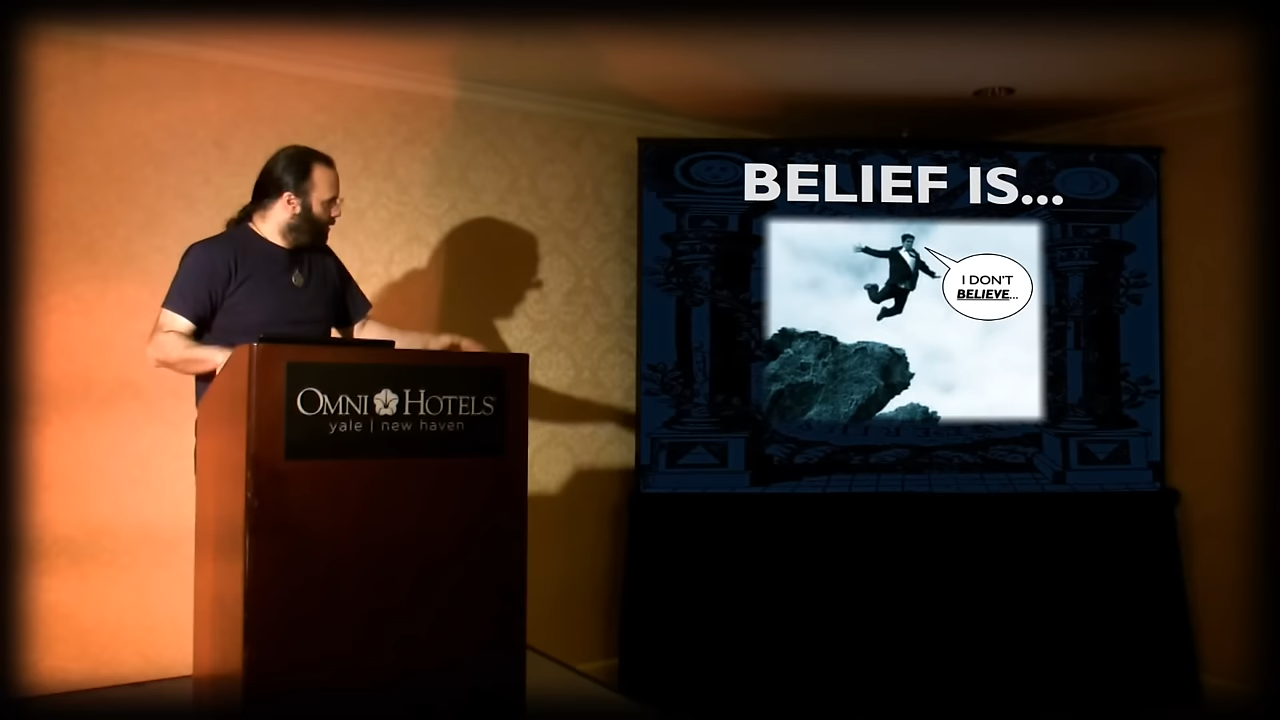 BELIEF IS...
I DON'T
BELIEVE...
OMNI HOTELS
yale | new haven